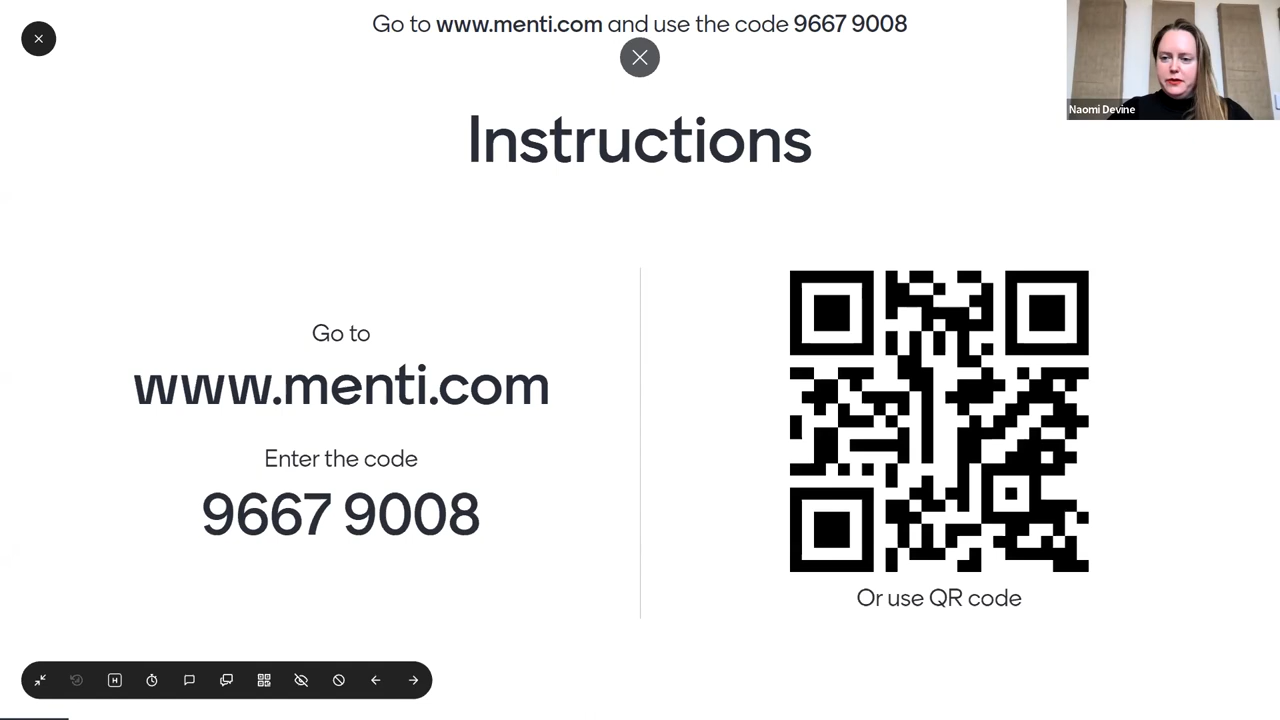 Go to www.menti.com and use the code 9667 9008
Naomi Devine
Instructions
Go to
www.menti.com
Enter the code
9667 9008
Or use QR code
H